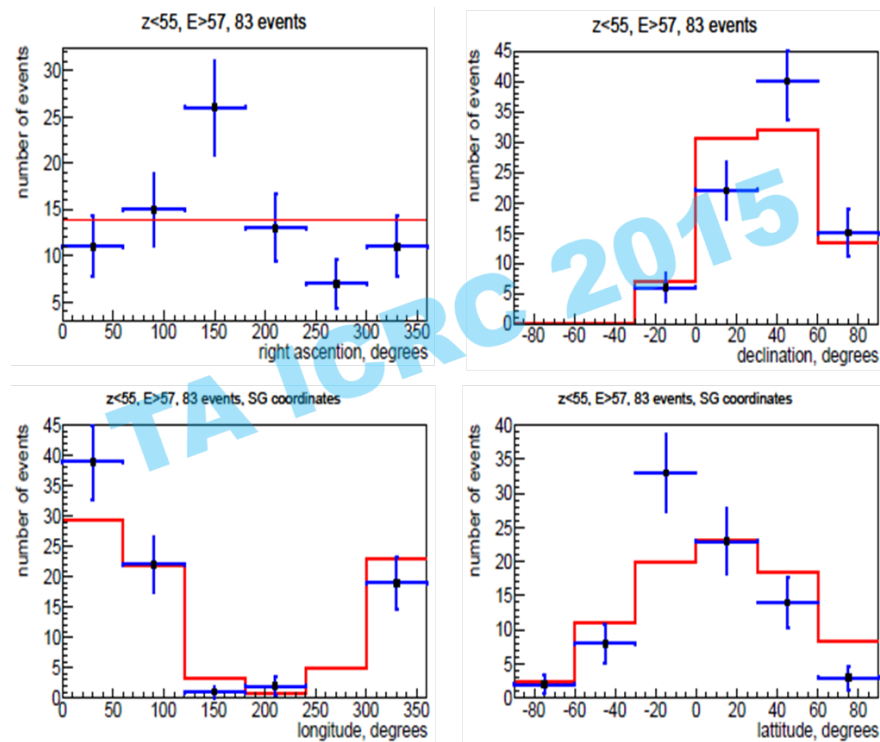 z<55, E>57, 83 events
number of events
30
25
20
15
10
5
0 50 100 150 200 250 300 350
right ascention, degrees
z<55, E>57, 83 events
number of events
45
40
35
30
25
20
15
10
5
0
-80 -60 -40 -20 0 20 40 60 80
declination, degrees
TA ICRC 2015
z<55, E>57, 83 events, SG coordinates
number of events
45
40
35
30
25
20
15
10
5
0
0 50 100 150 200 250 300 350
longitude, degrees
z<55, E>57, 83 events, SG coordinates
number of events
40
35
30
25
20
15
10
5
0
-80 -60 -40 -20 0 20 40 60 80
lattitude, degrees